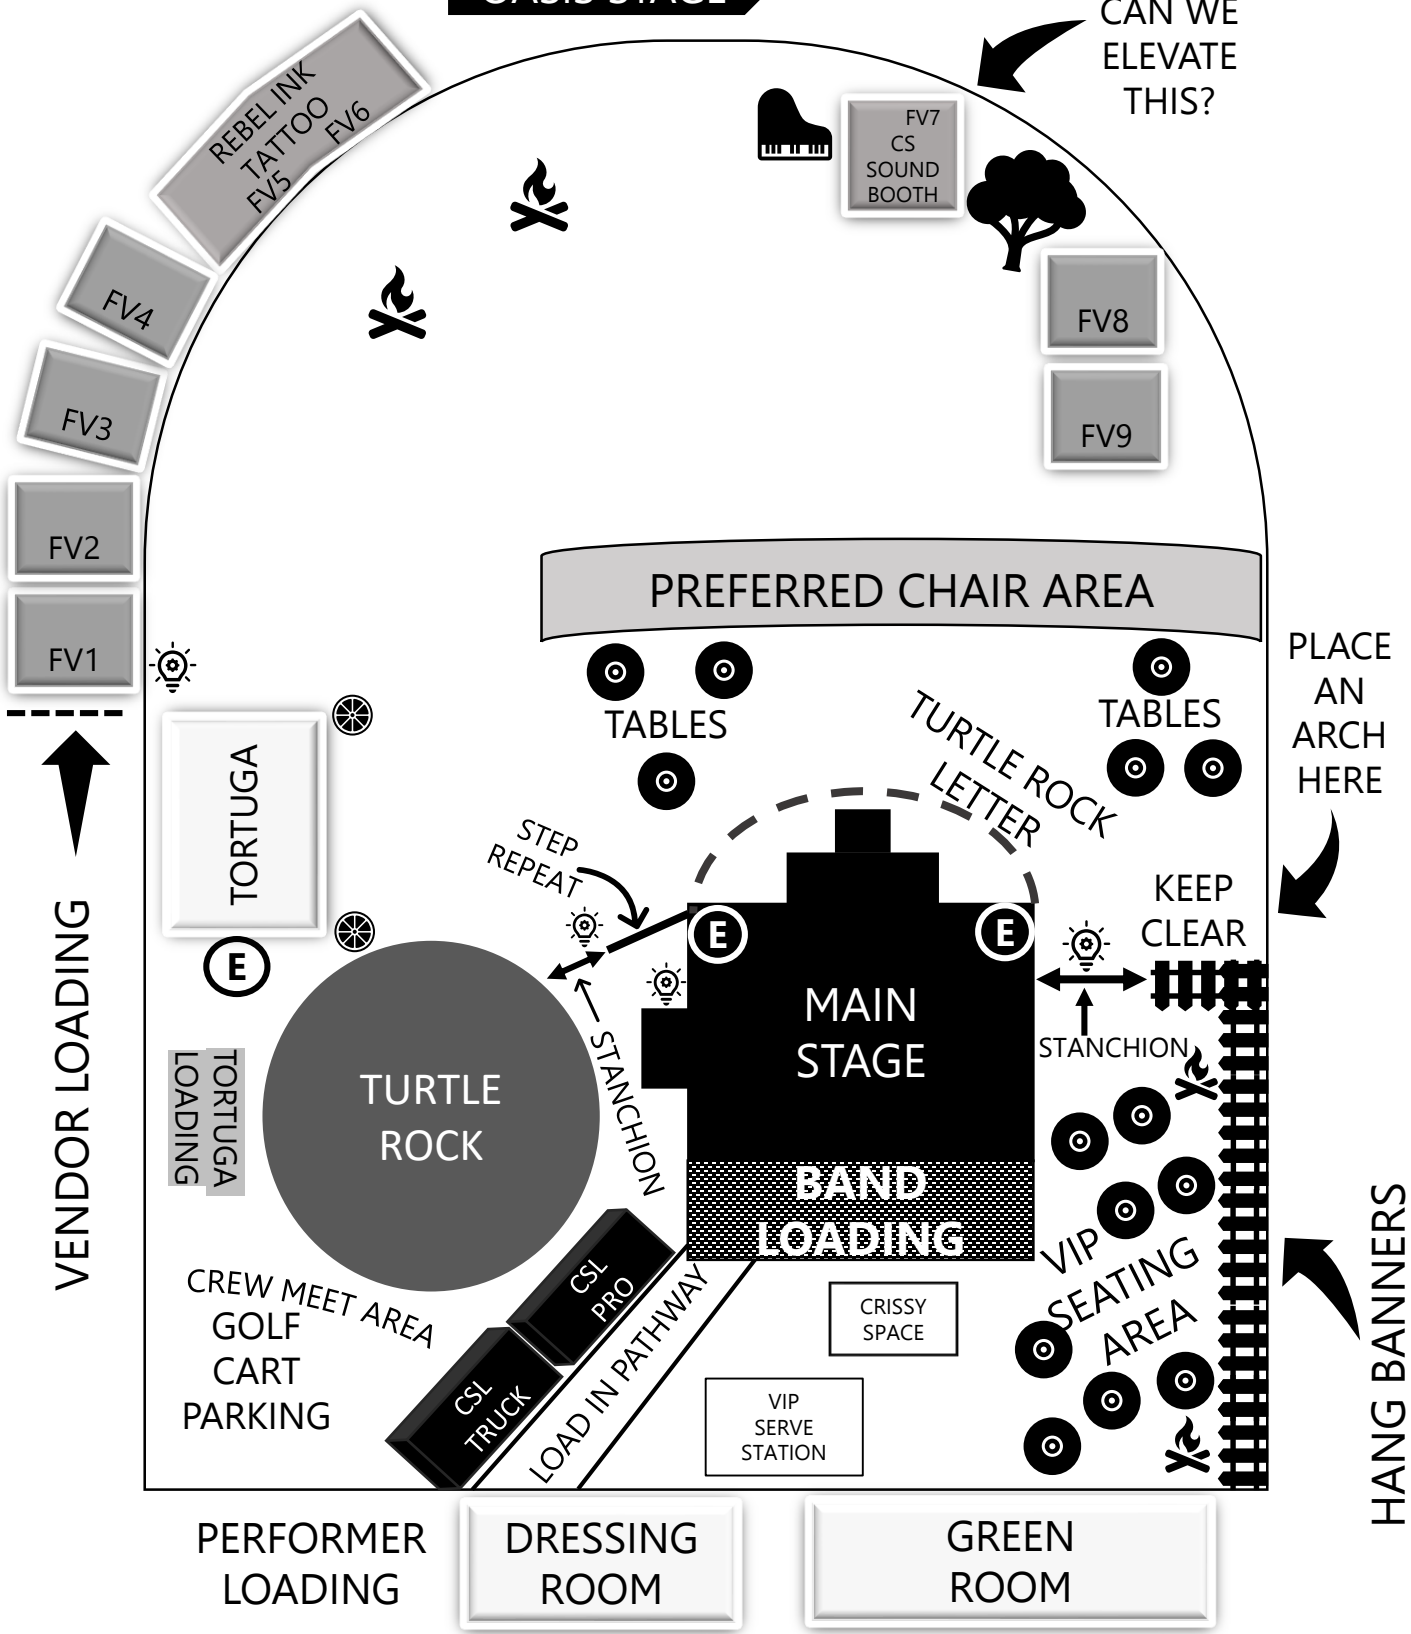 OASIS STAGE
CAN WE
ELEVATE
THIS?
REBEL INK
TATTOO
FV5
FV6
FV7
CS
SOUND
BOOTH
FV4
FV8
FV3
FV9
FV2
FV1
PREFERRED CHAIR AREA
PLACE
AN
ARCH
HERE
TABLES
TABLES
TURTLE ROCK
LETTER
TORTUGA
STEP
REPEAT
KEEP
CLEAR
E
E
E
VENDOR LOADING
MAIN
STAGE
STANCHION
STANCHION
TORTUGA
LOADING
TURTLE
ROCK
BAND
LOADING
VIP
SEATING
AREA
HANG BANNERS
CREW MEET AREA
GOLF
CART
PARKING
CSL
PRO
CSL
TRUCK
LOAD IN PATHWAY
CRISSY
SPACE
VIP
SERVE
STATION
PERFORMER
LOADING
DRESSING
ROOM
GREEN
ROOM